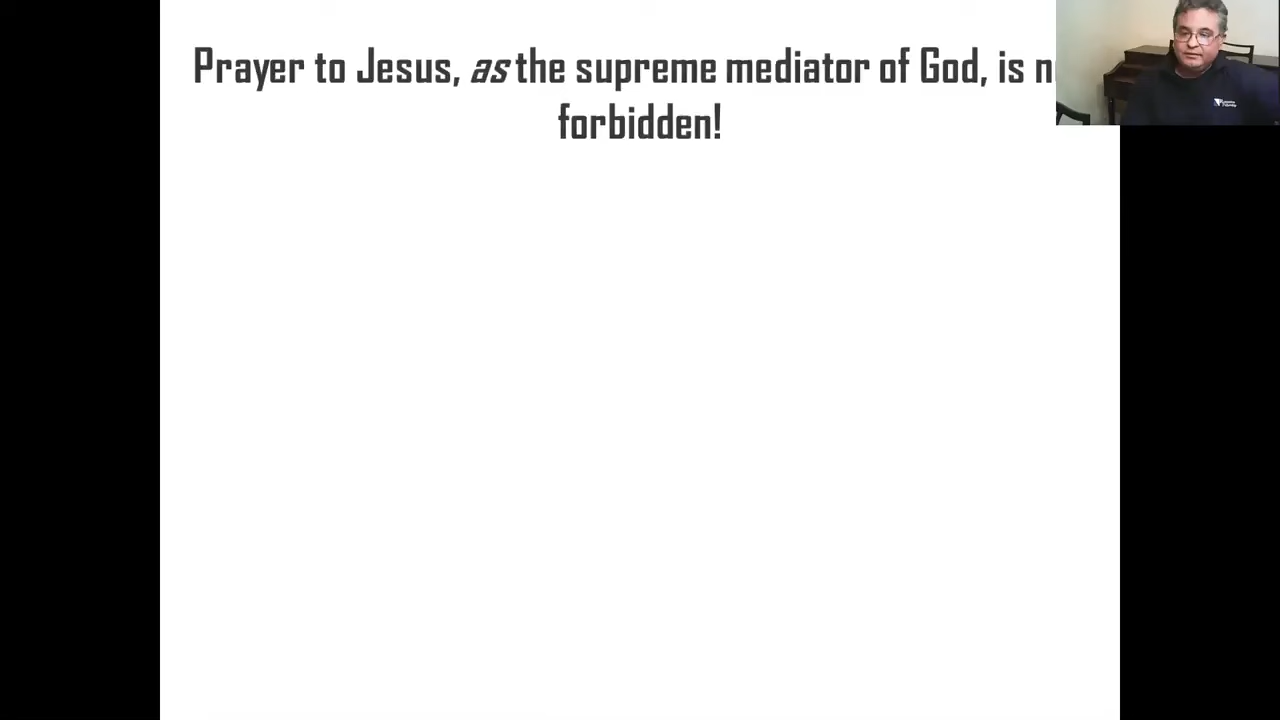 Prayer to Jesus, as the supreme mediator of God, is
forbidden!